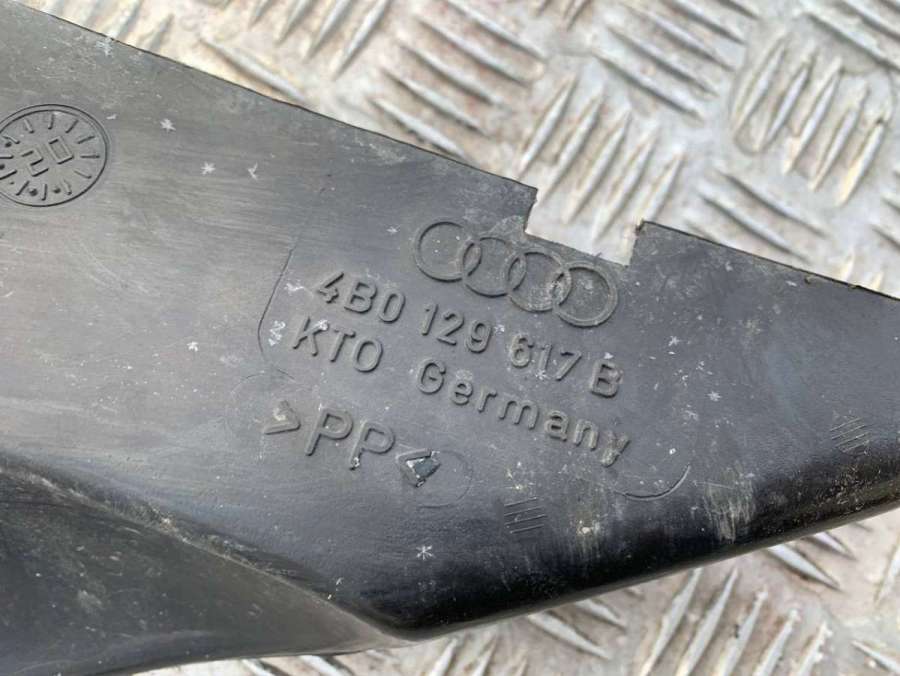 4B0 129 617 B
KTO Germany
>PP<